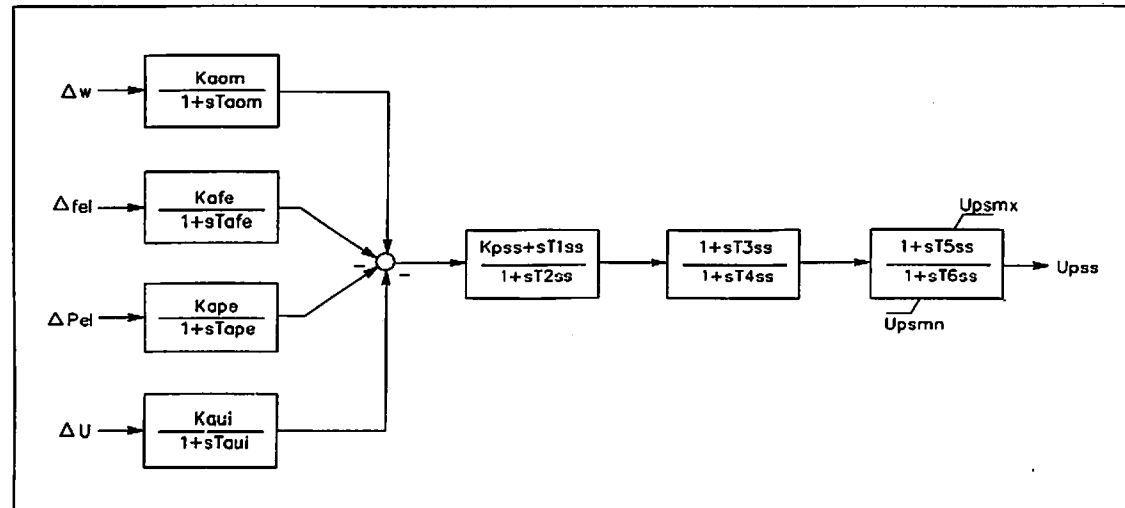 Δw
Kaom
1+sTaom
Δfel
Kafe
1+sTafe
ΔPel
Kape
1+sTape
ΔU
Kaui
1+sTaui
-
-
Kpss+sT1ss
1+sT2ss
1+sT3ss
1+sT4ss
Upsmx
1+sT5ss
1+sT6ss
Upsmn
Upss